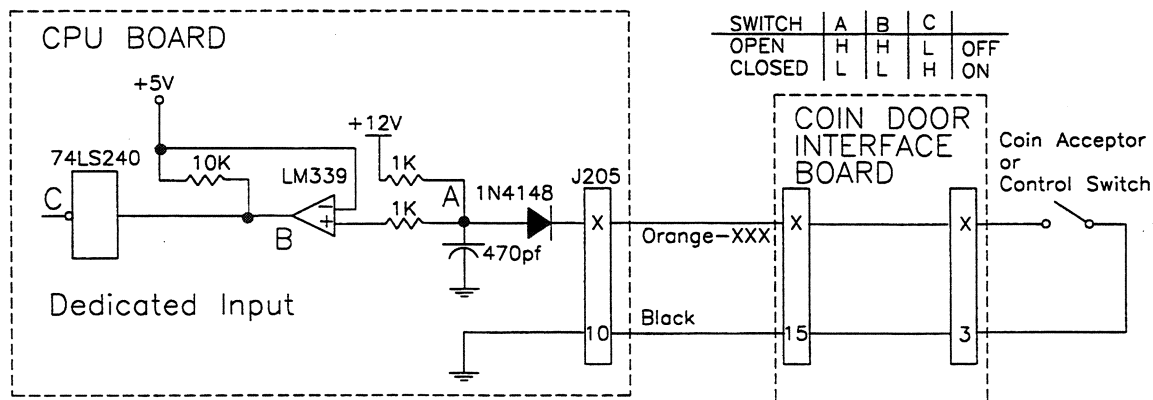 CPU BOARD
SWITCH A B C
OPEN H H L OFF
CLOSED L L H ON
+5V
+12V
COIN DOOR
INTERFACE
BOARD
Coin Acceptor
or
Control Switch
74LS240
10K
LM339
1K
A
1N4148
J205
C
B
−
+
1K
470pf
X
Orange-XXX
X
X
Dedicated Input
Black
10
15
3